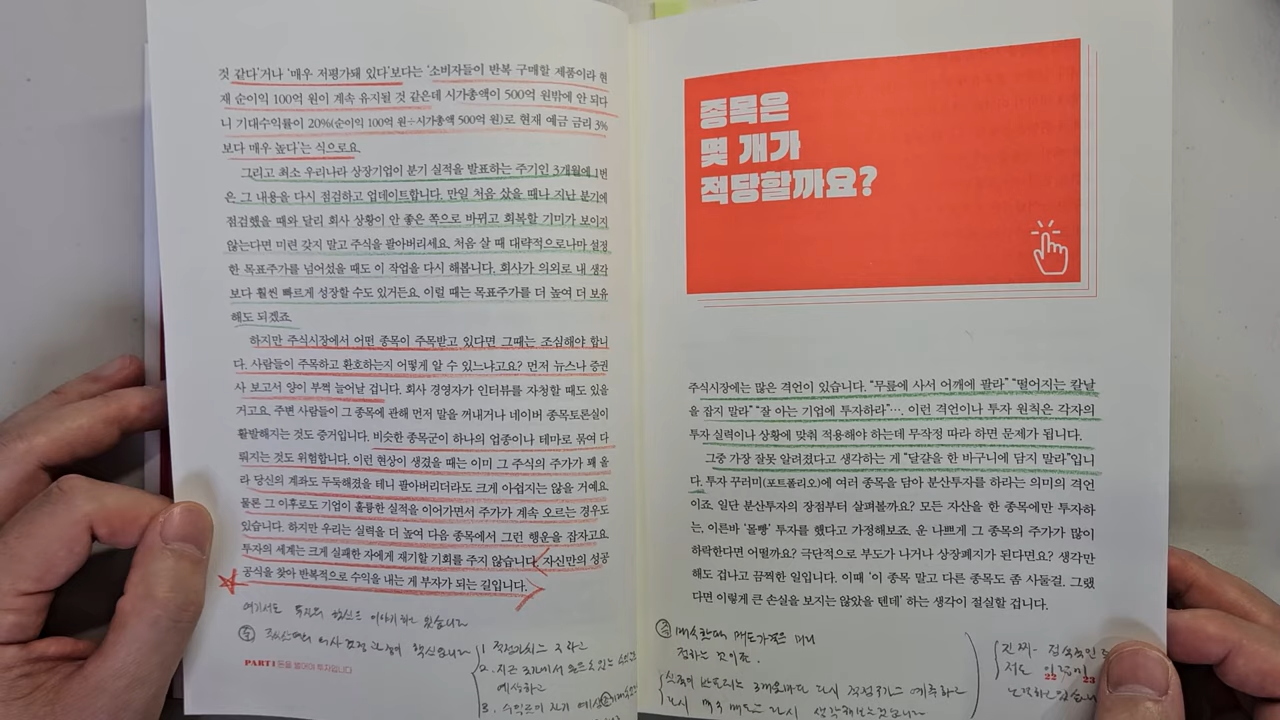 것 같다'거나 '매우 저평가돼 있다'보다는 '소비자들이 반복 구매할 제품이라 현
재 순이익 100억 원이 계속 유지될 것 같은데 시가총액이 500억 원밖에 안 되다
니 기대수익률이 20%(순이익 100억 원÷시가총액 500억 원)로 현재 예금 금리 3%
보다 매우 높다'는 식으로요.
그리고 최소 우리나라 상장기업이 분기 실적을 발표하는 주기인 3개월에 1번
은 그 내용을 다시 점검하고 업데이트합니다. 만일 처음 샀을 때나 지난 분기에
점검했을 때와 달리 회사 상황이 안 좋은 쪽으로 바뀌고 회복할 기미가 보이지
않는다면 미련 갖지 말고 주식을 팔아버리세요. 처음 살 때 대략적으로나마 설정
한 목표주가를 넘어섰을 때도 이 작업을 다시 해봅니다. 회사가 의외로 내 생각
보다 훨씬 빠르게 성장할 수도 있거든요. 이럴 때는 목표주가를 더 높여 더 보유
해도 되겠죠.
하지만 주식시장에서 어떤 종목이 주목받고 있다면 그때는 조심해야 합니
다. 사람들이 주목하고 환호하는지 어떻게 알 수 있느냐고요? 먼저 뉴스나 증권
사 보고서 양이 부쩍 늘어날 겁니다. 회사 경영자가 인터뷰를 자청할 때도 있을
거고요. 주변 사람들이 그 종목에 관해 먼저 말을 꺼내거나 네이버 종목토론실이
활발해지는 것도 증거입니다. 비슷한 종목군이 하나의 업종이나 테마로 묶여 다
뤄지는 것도 위험합니다. 이런 현상이 생겼을 때는 이미 그 주식의 주가가 꽤 올
라 당신의 계좌도 두둑해졌을 테니 팔아버리더라도 크게 아쉽지는 않을 거예요.
물론 그 이후로도 기업이 훌륭한 실적을 이어가면서 주가가 계속 오르는 경우도
있습니다. 하지만 우리는 실력을 더 높여 다음 종목에서 그런 행운을 잡자고요.
투자의 세계는 크게 실패한 자에게 재기할 기회를 주지 않습니다. 자신만의 성공
공식을 찾아 반복적으로 수익을 내는 게 부자가 되는 길입니다.
PART 1 돈을 벌어야 투자입니다
종목은
몇 개가
적당할까요?
주식시장에는 많은 격언이 있습니다. "무릎에 사서 어깨에 팔라" "떨어지는 칼날
을 잡지 말라" "잘 아는 기업에 투자하라"…. 이런 격언이나 투자 원칙은 각자의
투자 실력이나 상황에 맞춰 적용해야 하는데 무작정 따라 하면 문제가 됩니다.
그중 가장 잘못 알려졌다고 생각하는 게 "달걀을 한 바구니에 담지 말라"입니
다. 투자 꾸러미(포트폴리오)에 여러 종목을 담아 분산투자를 하라는 의미의 격언
이죠. 일단 분산투자의 장점부터 살펴볼까요? 모든 자산을 한 종목에만 투자하
는, 이른바 '몰빵' 투자를 했다고 가정해보죠. 운 나쁘게 그 종목의 주가가 많이
하락한다면 어떨까요? 극단적으로 부도가 나거나 상장폐지가 된다면요? 생각만
해도 겁나고 끔찍한 일입니다. 이때 '이 종목 말고 다른 종목도 좀 사둘걸. 그랬
다면 이렇게 큰 손실을 보지는 않았을 텐데' 하는 생각이 절실할 겁니다.
22 23